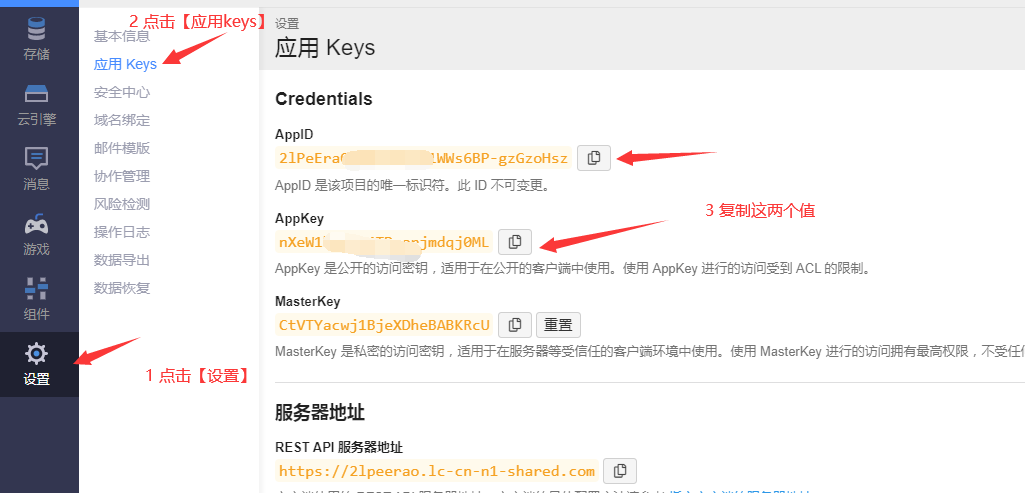 存储
云引擎
消息
游戏
组件
设置
1 点击【设置】
2 点击【应用keys】
基本信息
应用 Keys
安全中心
域名绑定
邮件模版
协作管理
风险检测
操作日志
数据导出
数据恢复
设置
应用 Keys
Credentials
AppID
AppID 是该项目的唯一标识符。此 ID 不可变更。
AppKey
3 复制这两个值
AppKey 是公开的访问密钥，适用于在公开的客户端中使用。使用 AppKey 进行的访问受到 ACL 的限制。
MasterKey
CtVTYacwj1BjeXDheBABKRcU
重置
MasterKey 是私密的访问密钥，适用于在服务器等受信任的客户端环境中使用。使用 MasterKey 进行的访问拥有最高权限，不受任
服务器地址
REST API 服务器地址
https://2lpeerao.lc-cn-n1-shared.com